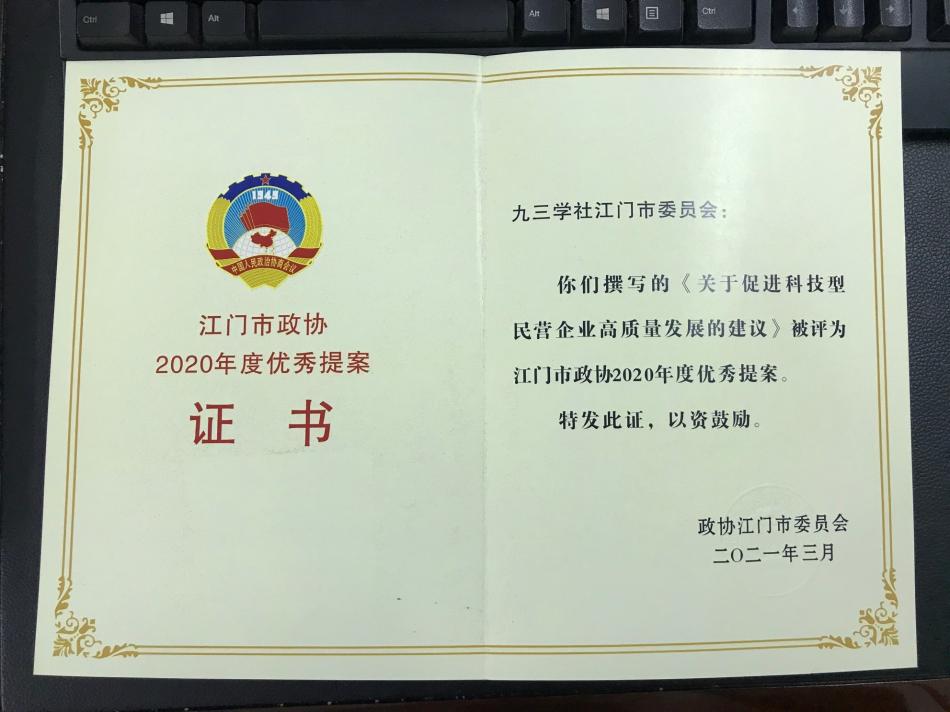 Ctrl
Alt
Alt
Ctrl
1949
中国人民政治协商会议
江门市政协
2020年度优秀提案
证 书
九三学社江门市委员会：
你们撰写的《关于促进科技型
民营企业高质量发展的建议》被评为
江门市政协2020年度优秀提案。
特发此证，以资鼓励。
政协江门市委员会
二〇二一年三月